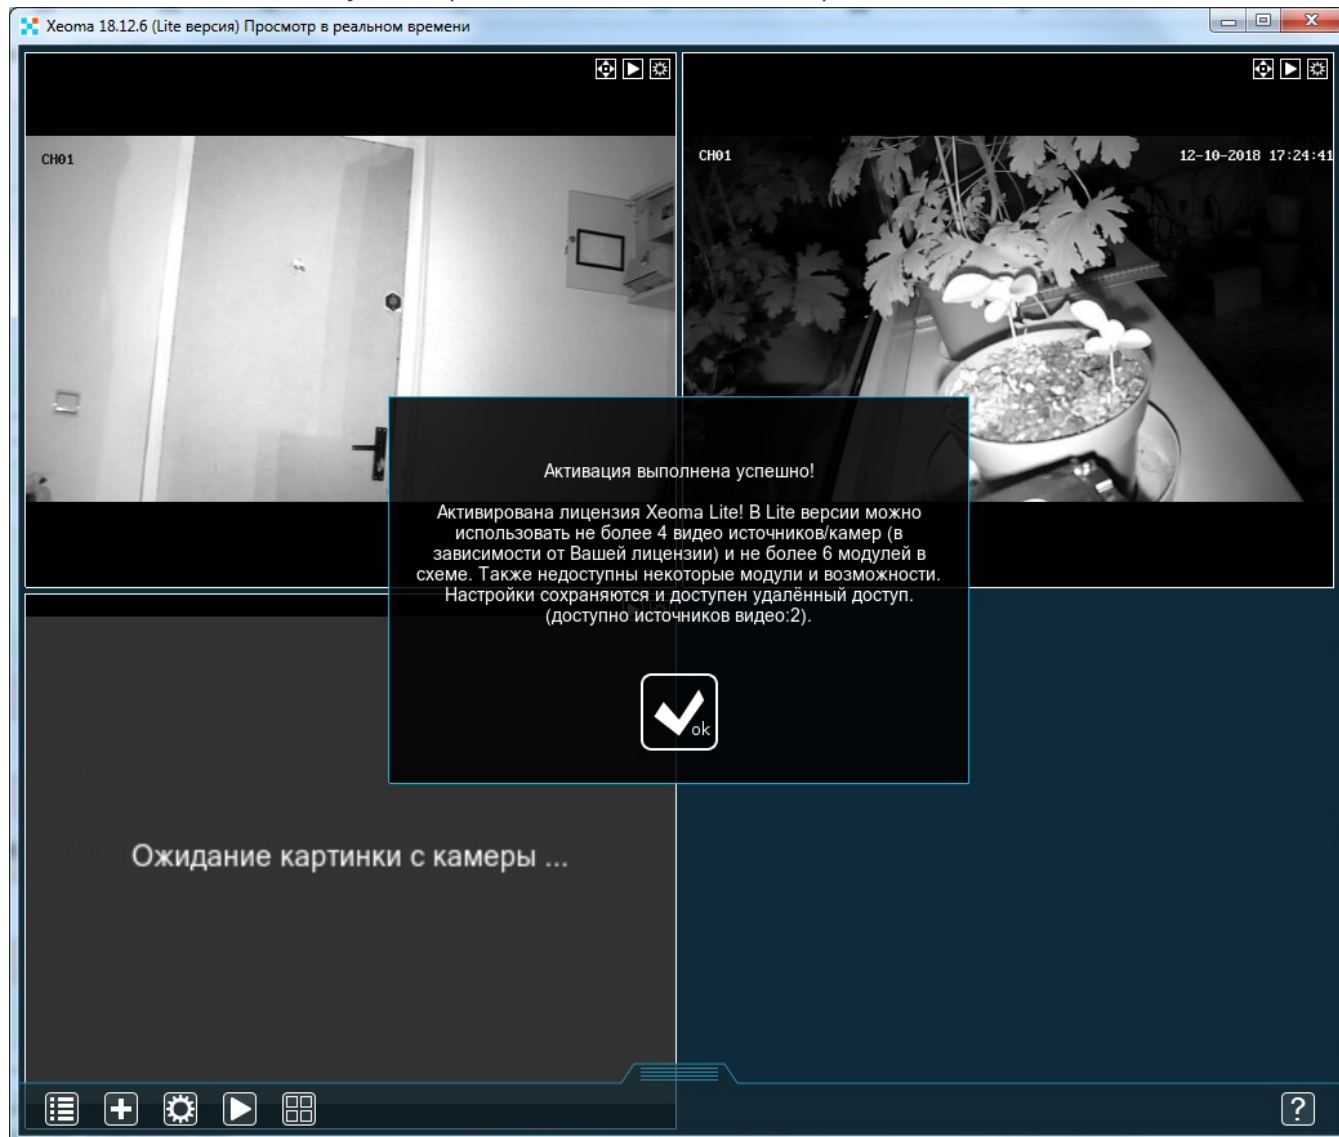 Xeoma 18.12.6 (Lite версия) Просмотр в реальном времени
CH01
CH01
12-10-2018 17:24:41
Активация выполнена успешно!
Активирована лицензия Xeoma Lite! В Lite версии можно
использовать не более 4 видео источников/камер (в
зависимости от Вашей лицензии) и не более 6 модулей в
схеме. Также недоступны некоторые модули и возможности.
Настройки сохраняются и доступен удалённый доступ.
(доступно источников видео:2).
ok
Ожидание картинки с камеры ...
?